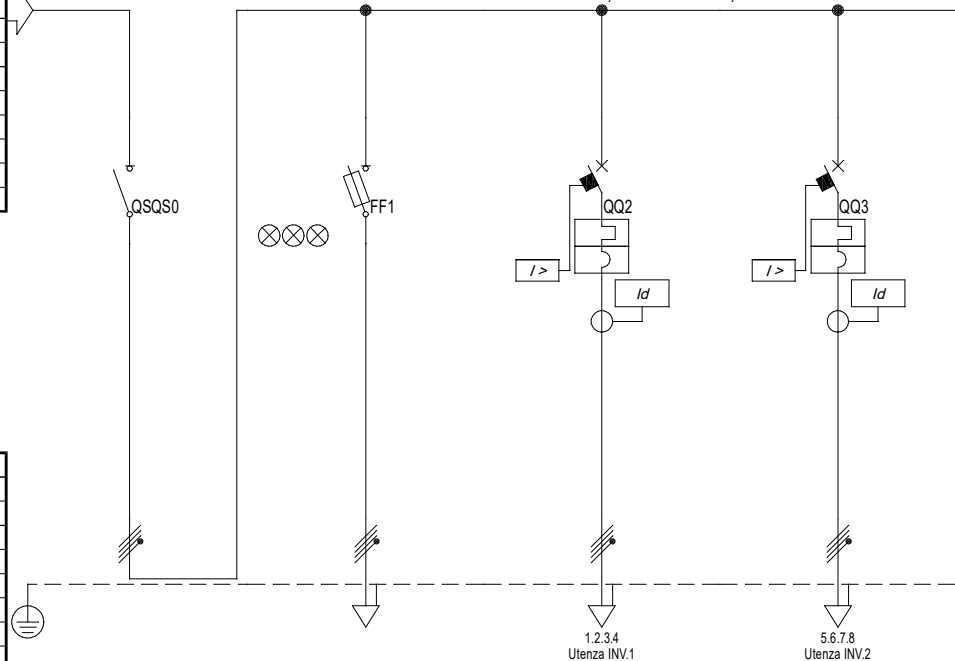 QSQS0
FF1
QQ2
QQ3
I >
I >
Id
Id
1.2.3.4
Utenza INV.1
5.6.7.8
Utenza INV.2